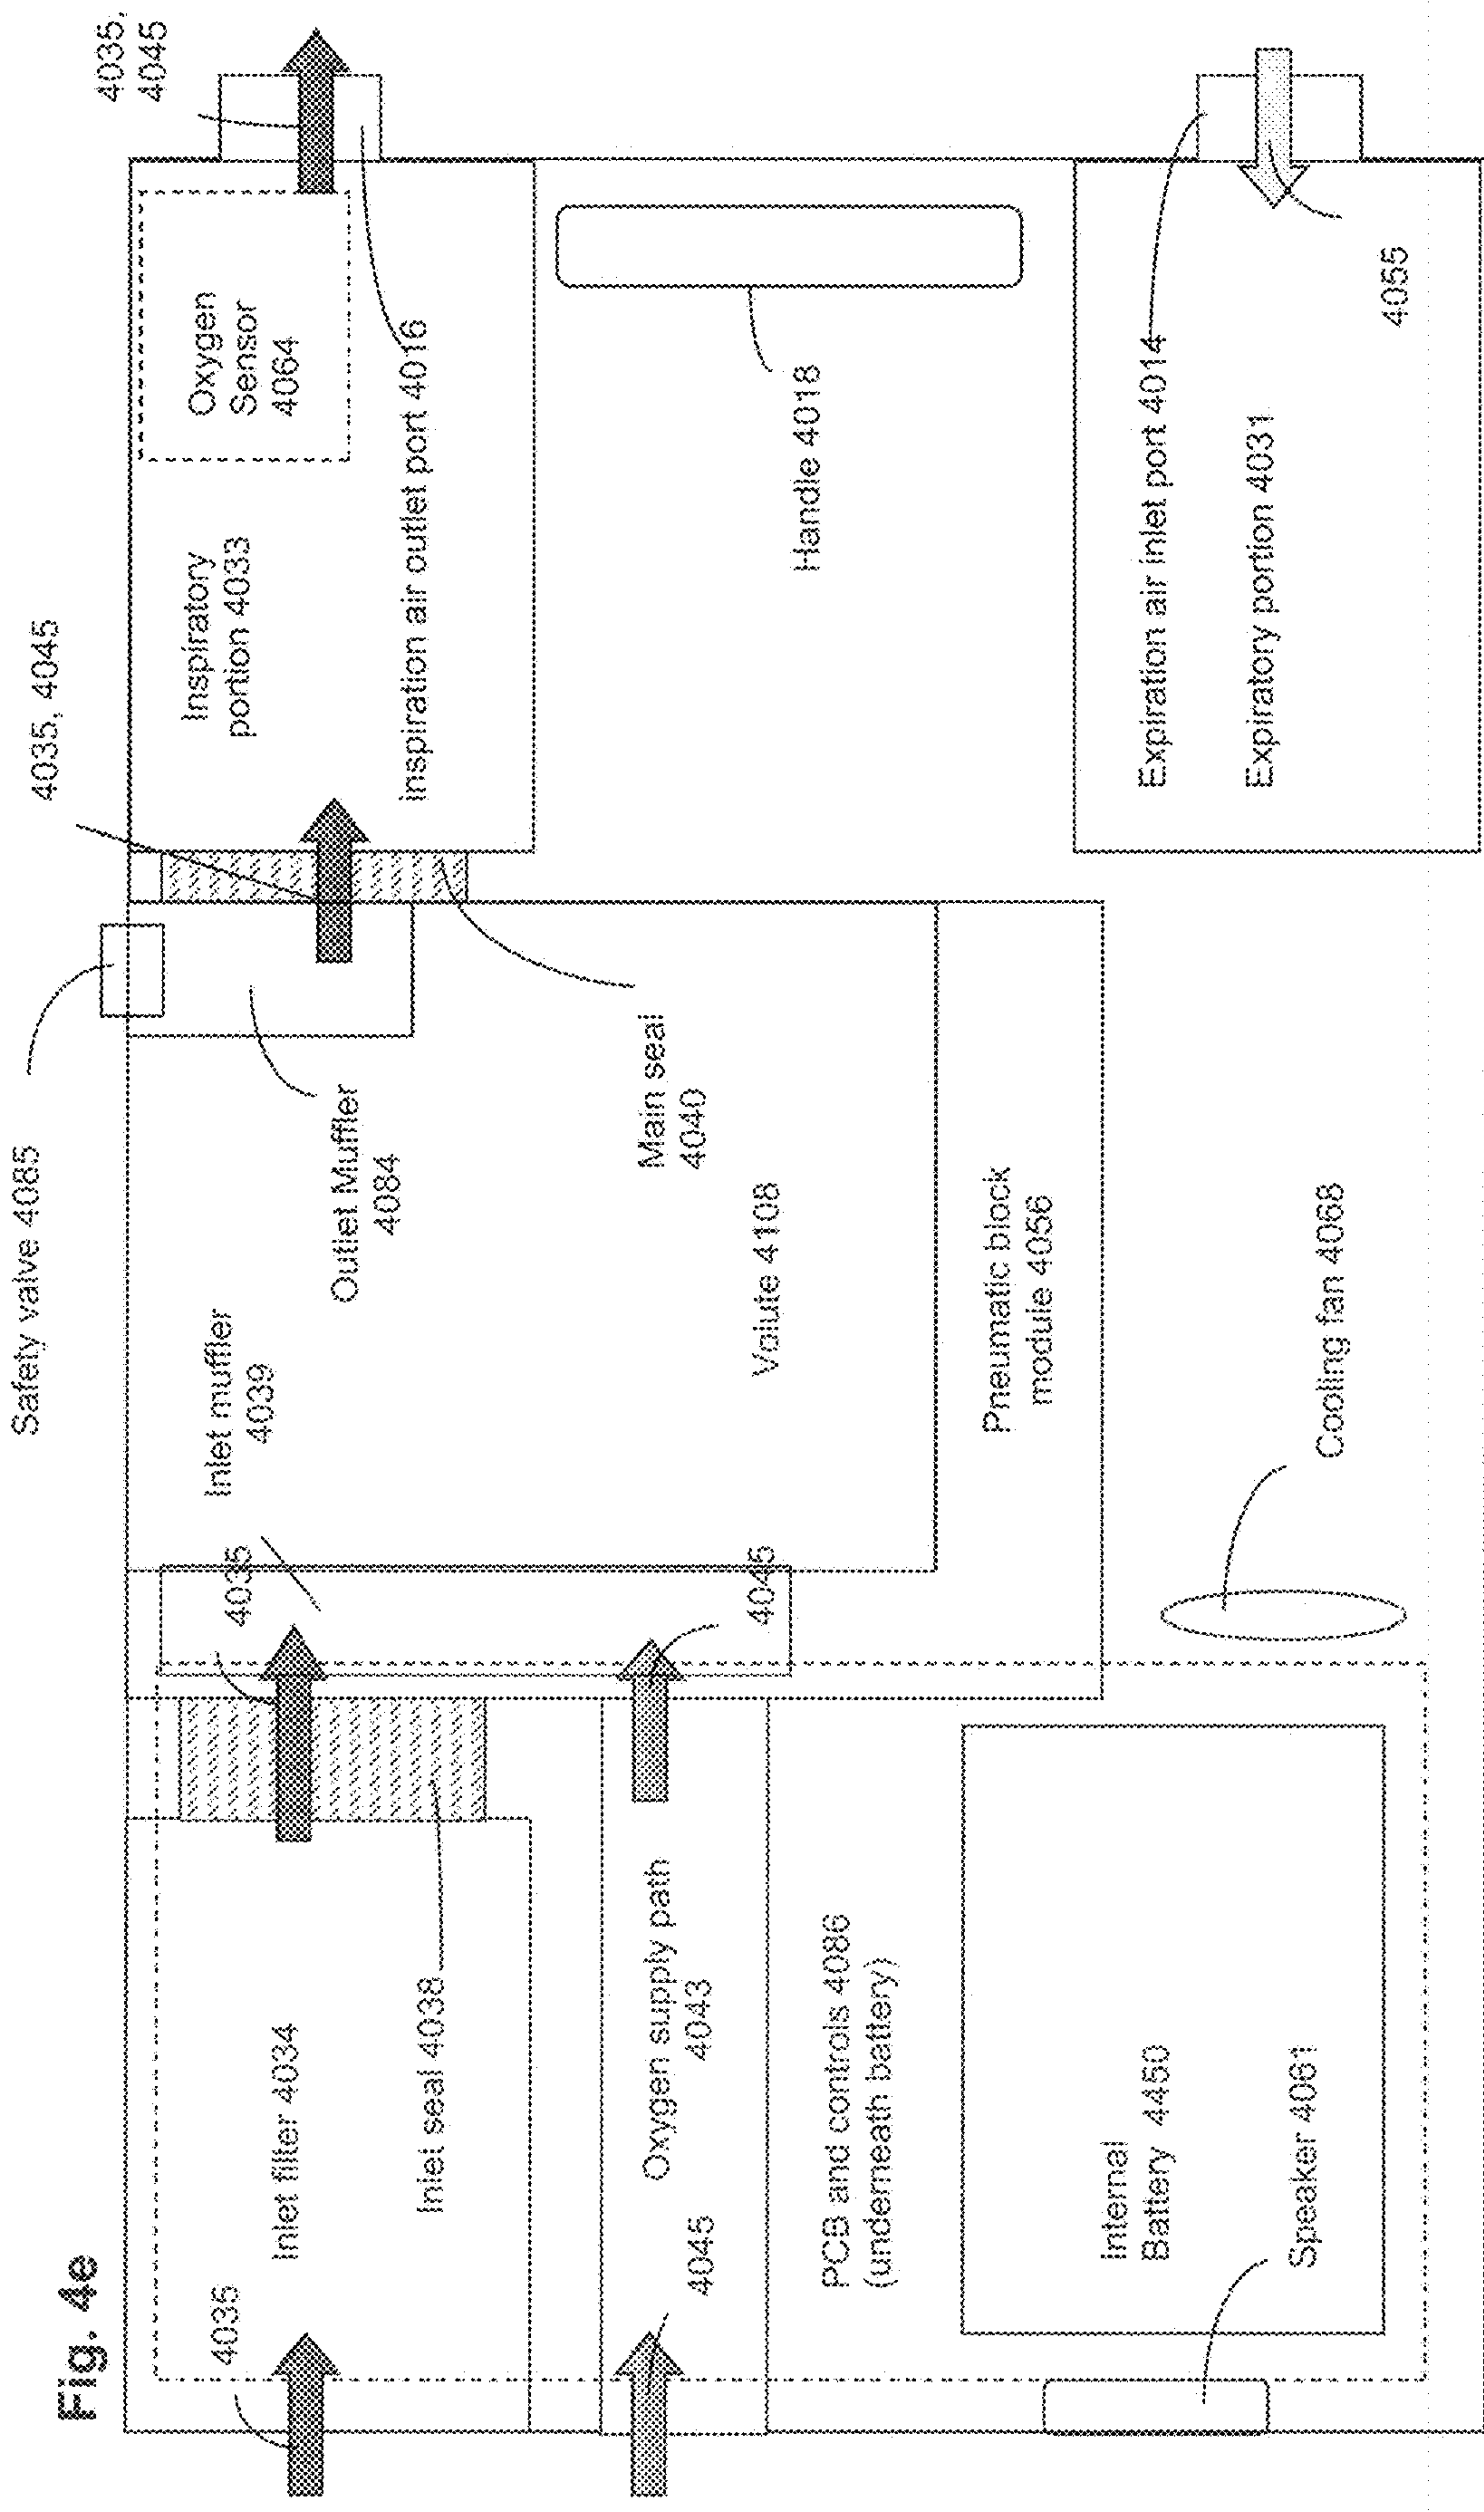 Fig. 4e
4035
Inlet filter 4034
Inlet seal 4038
4045
Oxygen supply path
4043
PCB and controls 4086
(underneath battery)
Internal
Battery 4450
Speaker 4061
4035
Inlet muffler
4039
4045
Safety valve 4085
Outlet Muffler
4084
Main seal
4040
Volute 4108
Pneumatic block
module 4056
Cooling fan 4068
4035, 4045
Inspiratory
portion 4033
Oxygen
Sensor
4064
4035,
4045
Inspiration air outlet port 4016
Handle 4018
Expiration air inlet port 4014
Expiratory portion 4031
4055